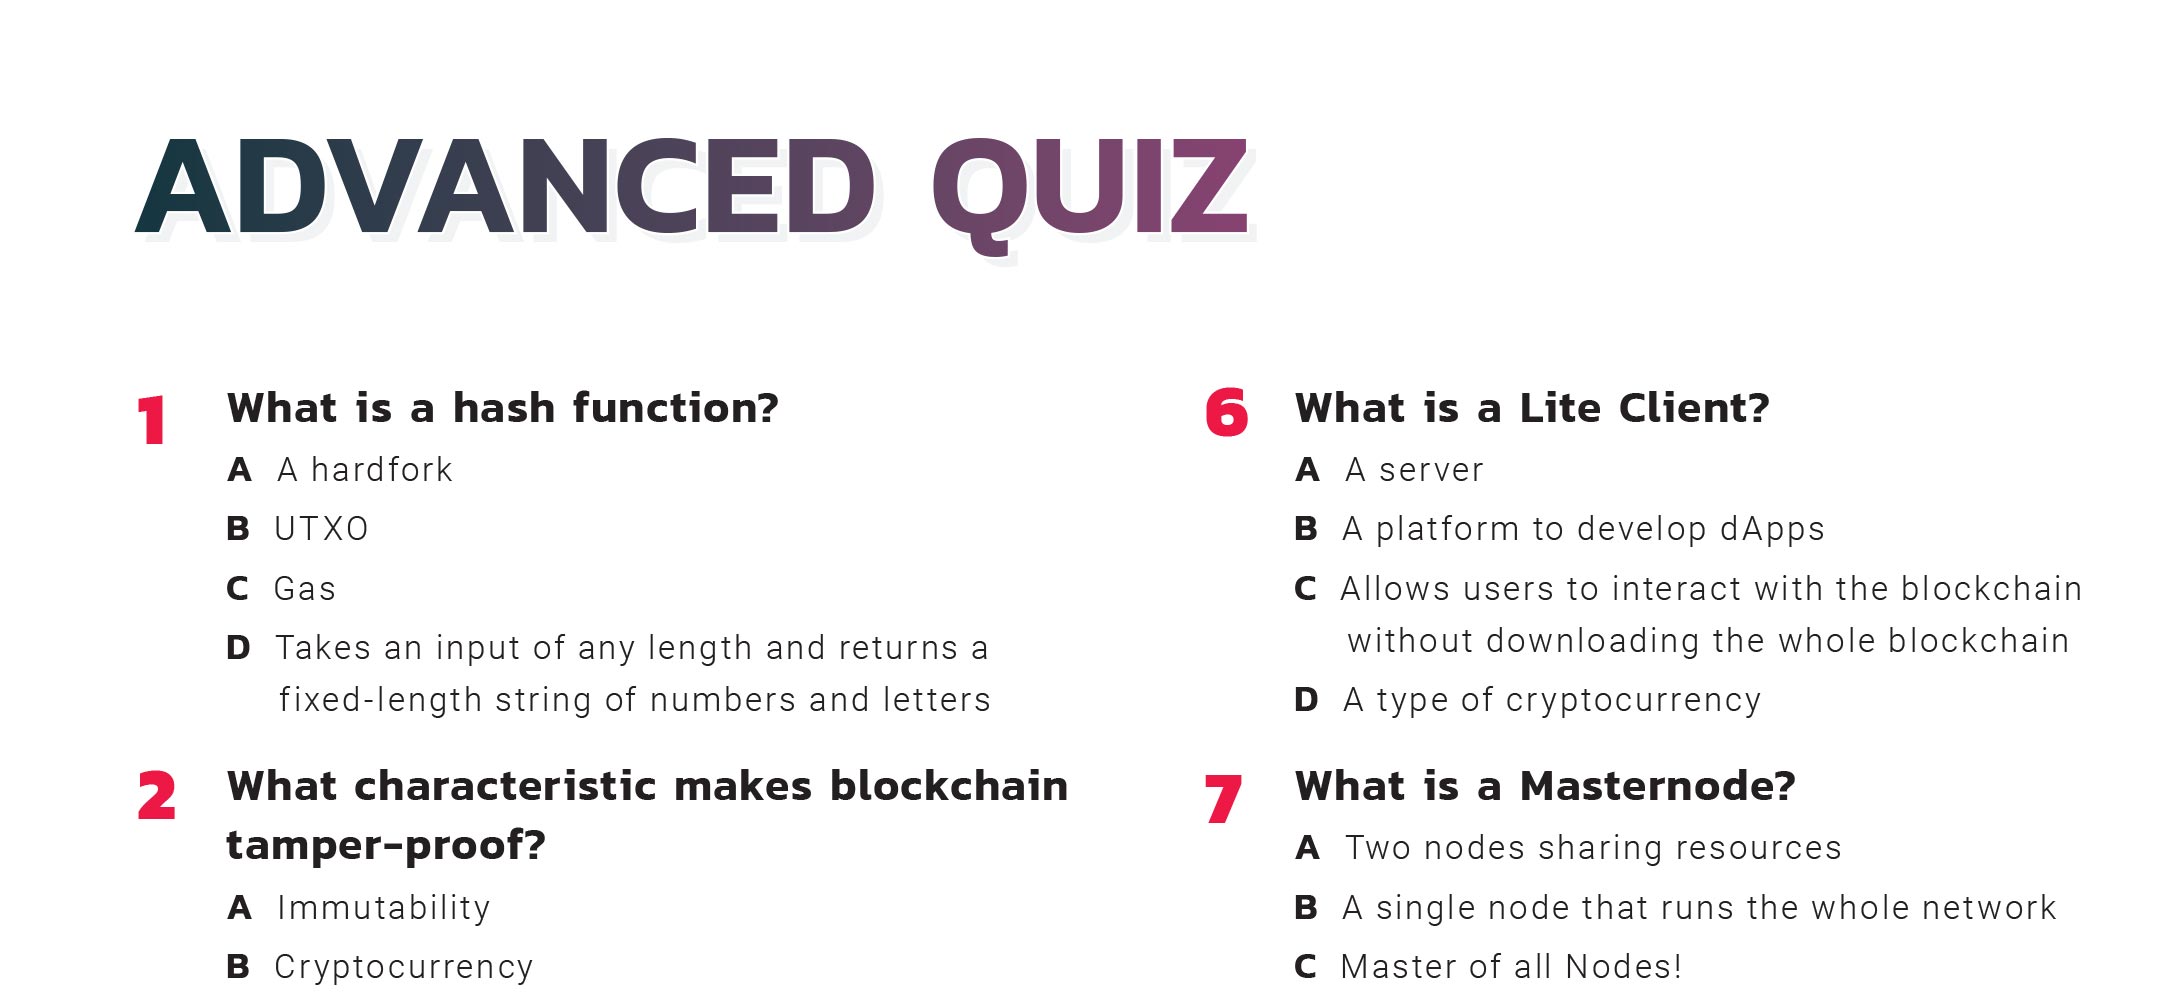 ADVANCED QUIZ
1 What is a hash function?
A A hardfork
B UTXO
C Gas
D Takes an input of any length and returns a
fixed-length string of numbers and letters
2 What characteristic makes blockchain
tamper-proof?
A Immutability
B Cryptocurrency
6 What is a Lite Client?
A A server
B A platform to develop dApps
C Allows users to interact with the blockchain
without downloading the whole blockchain
D A type of cryptocurrency
7 What is a Masternode?
A Two nodes sharing resources
B A single node that runs the whole network
C Master of all Nodes!